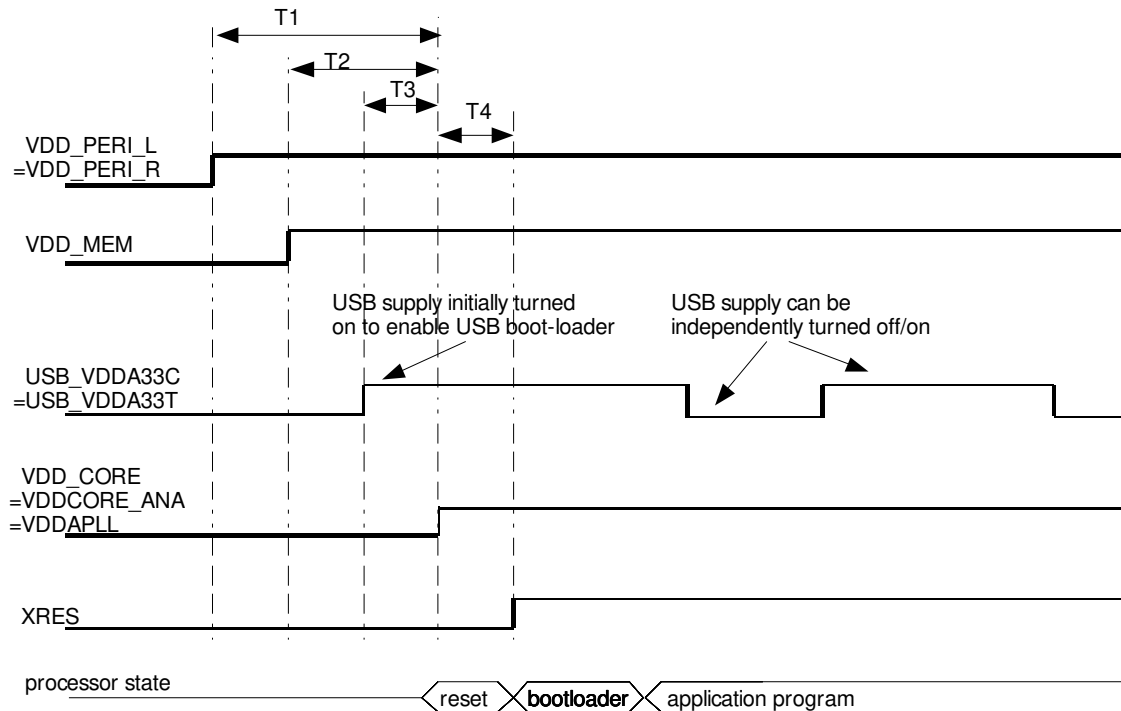 T1
T2
T3
T4
VDD_PERI_L
=VDD_PERI_R
VDD_MEM
USB supply initially turned
on to enable USB boot-loader
USB supply can be
independently turned off/on
USB_VDDA33C
=USB_VDDA33T
VDD_CORE
=VDDCORE_ANA
=VDDAPLL
XRES
processor state
reset
bootloader
application program